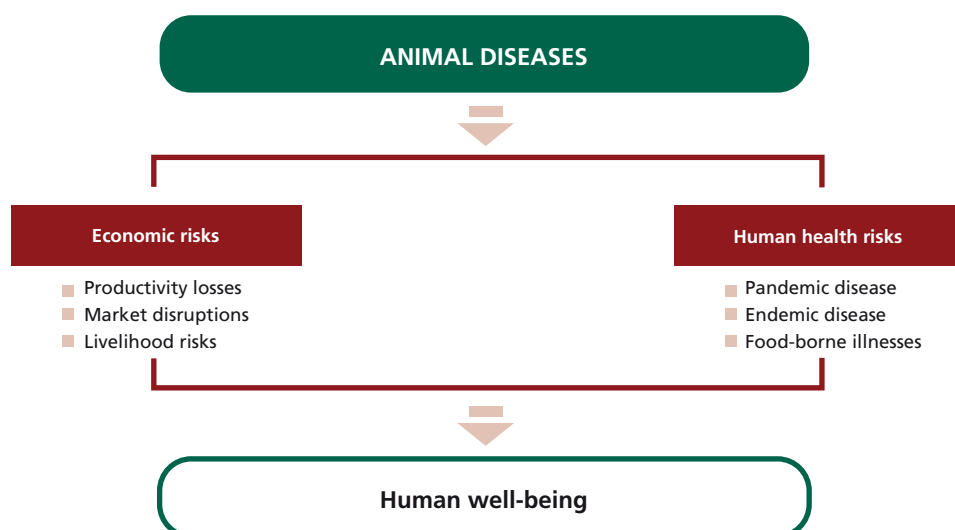 ANIMAL DISEASES
Economic risks
Productivity losses
Market disruptions
Livelihood risks
Human health risks
Pandemic disease
Endemic disease
Food-borne illnesses
Human well-being